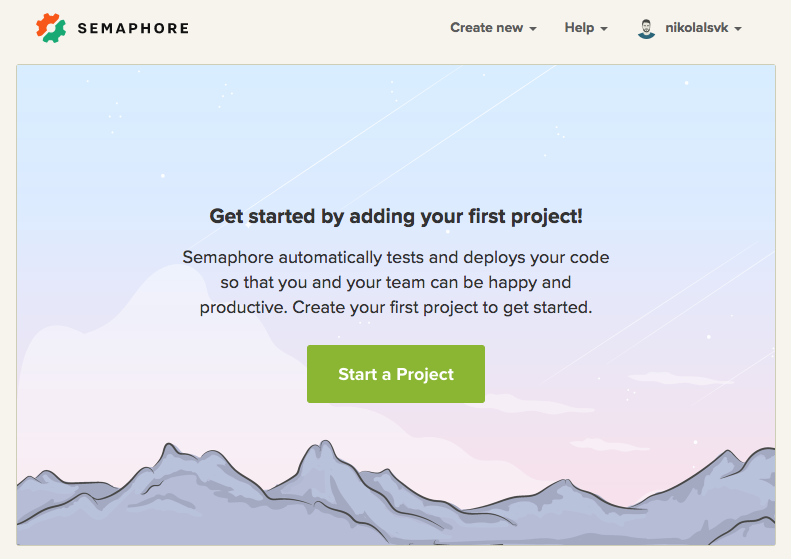 SEMAPHORE
Create new
Help
nikolalsvk
Get started by adding your first project!
Semaphore automatically tests and deploys your code
so that you and your team can be happy and
productive. Create your first project to get started.
Start a Project